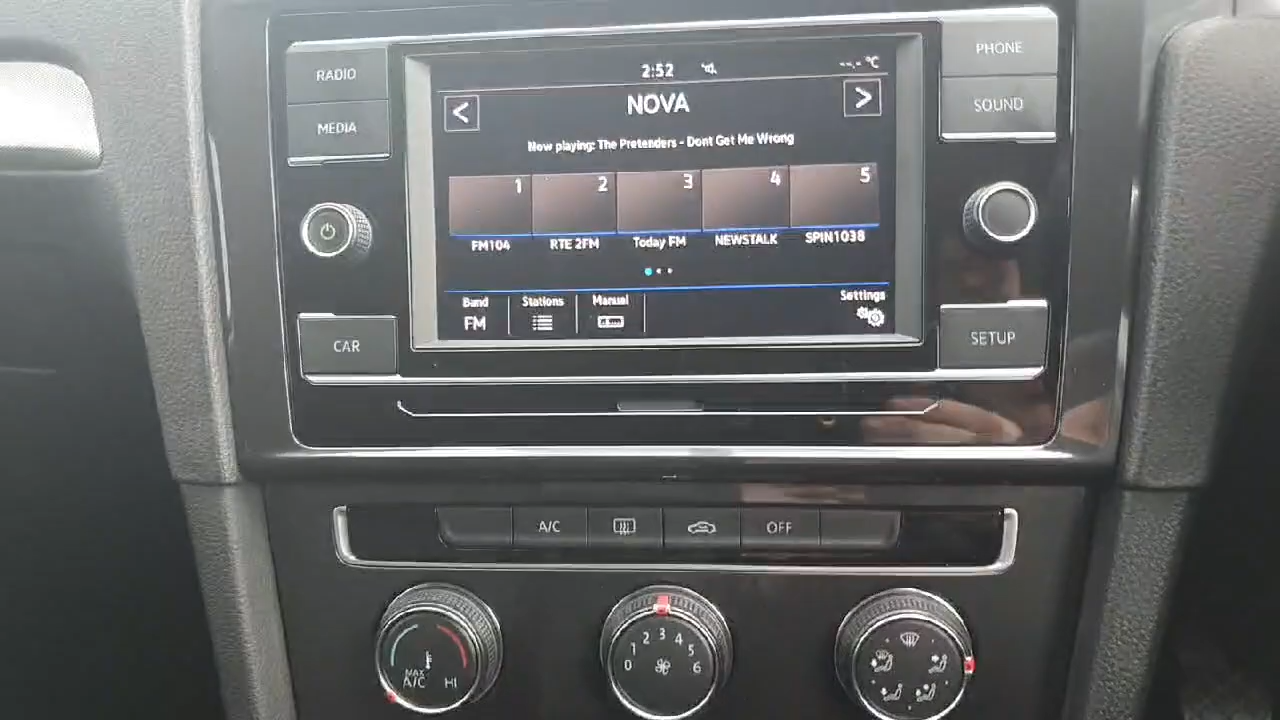 RADIO
MEDIA
CAR
2:52
--.- °C
< NOVA >
Now playing: The Pretenders - Dont Get Me Wrong
1 2 3 4 5
FM104 RTE 2FM Today FM NEWSTALK SPIN1038
Band Stations Manual Settings
FM
PHONE
SOUND
SETUP
A/C OFF
MAX
A/C HI
0 1 2 3 4 5 6